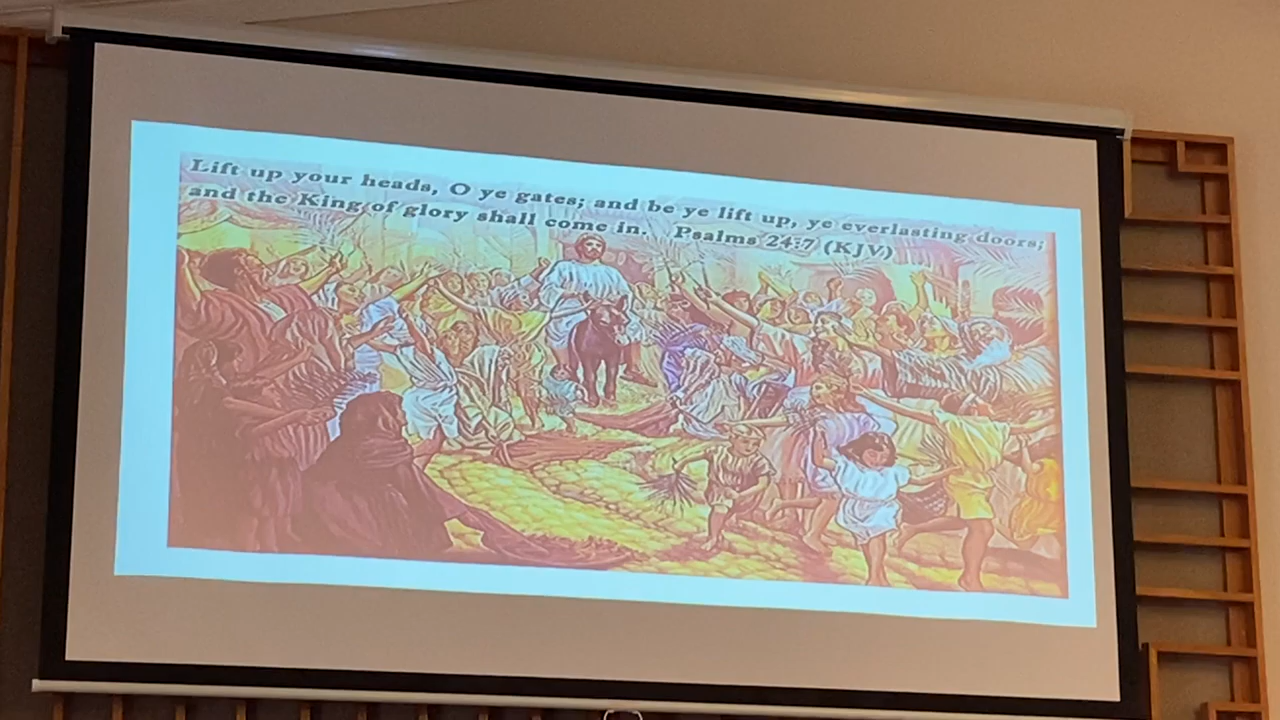 Lift up your heads, O ye gates; and be ye lift up, ye everlasting doors;
and the King of glory shall come in. Psalms 24:7 (KJV)